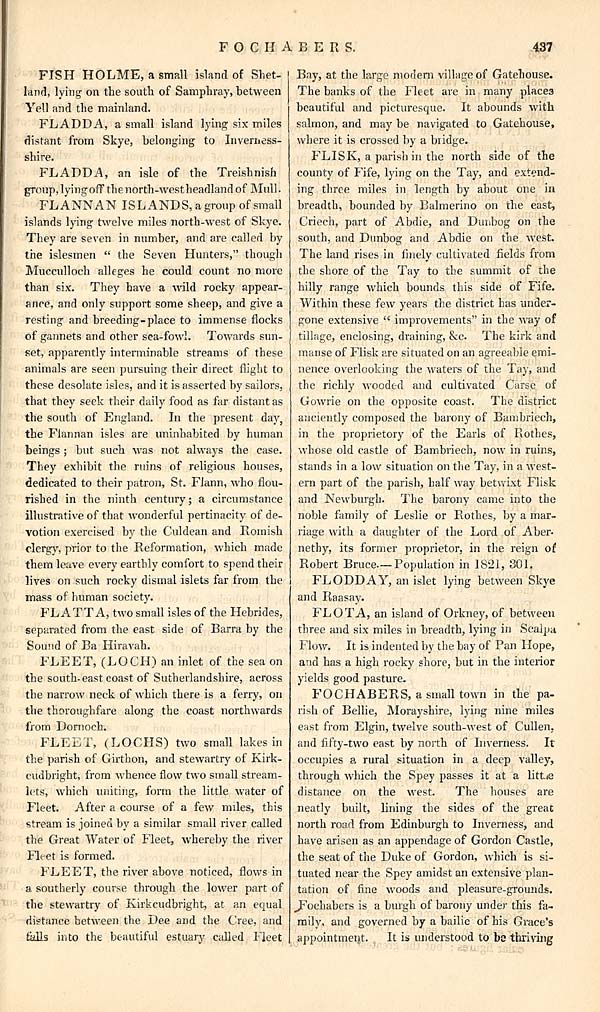 FOCHABERS.
437
FISH HOLME, a small island of Shet-
land, lying on the south of Samphray, between
Yell and the mainland.
FLADDA, a small island lying six miles
distant from Skye, belonging to Inverness-
shire.
FLADDA, an isle of the Treishnish
group, lying off the north-west headland of Mull.
FLANNAN ISLANDS, a group of small
islands lying twelve miles north-west of Skye.
They are seven in number, and are called by
the islesmen “ the Seven Hunters,” though
Mucculloch alleges he could count no more
than six. They have a wild rocky appear-
ance, and only support some sheep, and give a
resting and breeding-place to immense flocks
of gannets and other sea-fowl. Towards sun-
set, apparently interminable streams of these
animals are seen pursuing their direct flight to
these desolate isles, and it is asserted by sailors,
that they seek their daily food as far distant as
the south of England. In the present day,
the Flannan isles are uninhabited by human
beings ; but such was not always the case.
They exhibit the ruins of religious houses,
dedicated to their patron, St. Flann, who flou-
rished in the ninth century ; a circumstance
illustrative of that wonderful pertinacity of de-
votion exercised by the Culdean and Romish
clergy, prior to the Reformation, which made
them leave every earthly comfort to spend their
lives on such rocky dismal islets far from the
mass of human society.
FLATTA, two small isles of the Hebrides,
separated from the east side of Barra by the
Sound of Ba Hiravah.
FLEET, (LOCH) an inlet of the sea on
the south-east coast of Sutherlandshire, across
the narrow neck of which there is a ferry, on
the thoroughfare along the coast northwards
from Dornoch.
FLEET, (LOCHS) two small lakes in
the parish of Girthon, and stewartry of Kirk-
cudbright, from whence flow two small stream-
lets, which uniting, form the little water of
Fleet. After a course of a few miles, this
stream is joined by a similar small river called
the Great Water of Fleet, whereby the river
Fleet is formed.
FLEET, the river above noticed, flows in
a southerly course through the lower part of
the stewartry of Kirkcudbright, at an equal
distance between the Dee and the Cree, and
falls into the beautiful estuary called Fleet
Bay, at the large modern village of Gatehouse.
The banks of the Fleet are in many places
beautiful and picturesque. It abounds with
salmon, and may be navigated to Gatehouse,
where it is crossed by a bridge.
FLISK, a parish in the north side of the
county of Fife, lying on the Tay, and extend-
ing three miles in length by about one in
breadth, bounded by Balmerino on the east,
Criech, part of Abdie, and Dunbog on the
south, and Dunbog and Abdie on the west.
The land rises in finely cultivated fields from
the shore of the Tay to the summit of the
hilly range which bounds this side of Fife.
Within these few years the district has under-
gone extensive “ improvements” in the way of
tillage, enclosing, draining, &c. The kirk and
manse of Flisk are situated on an agreeable emi-
nence overlooking the waters of the Tay, and
the richly wooded and cultivated Carse of
Gowrie on the opposite coast. The district
anciently composed the barony of Bambriech,
in the proprietory of the Earls of Rothes,
whose old castle of Bambriech, now in ruins,
stands in a low situation on the Tay, in a west-
ern part of the parish, half way betwixt Flisk
and Newburgh. The barony came into the
noble family of Leslie or Rothes, by a mar-
riage with a daughter of the Lord of Aber-
nethy, its former proprietor, in the reign of
Robert Bruce.—Population in 1821, 301.
FLODDAY, an islet lying between Skye
and Raasay.
FLOTA, an island of Orkney, of between
three and six miles in breadth, lying in Scalpa
Flow. It is indented by the bay of Pan Hope,
and has a high rocky shore, but in the interior
yields good pasture.
FOCHABERS, a small town in the pa-
rish of Bellie, Morayshire, lying nine miles
east from Elgin, twelve south-west of Cullen,
and fifty-two east by north of Inverness. It
occupies a rural situation in a deep valley,
through which the Spey passes it at a little
distance on the west. The houses are
neatly built, lining the sides of the great
north road from Edinburgh to Inverness, and
have arisen as an appendage of Gordon Castle,
the seat of the Duke of Gordon, which is si-
tuated near the Spey amidst an extensive plan-
tation of fine woods and pleasure-grounds.
Fochabers is a burgh of barony under this fa-
mily, and governed by a bailie of his Grace's
appointment. It is understood to be thriving